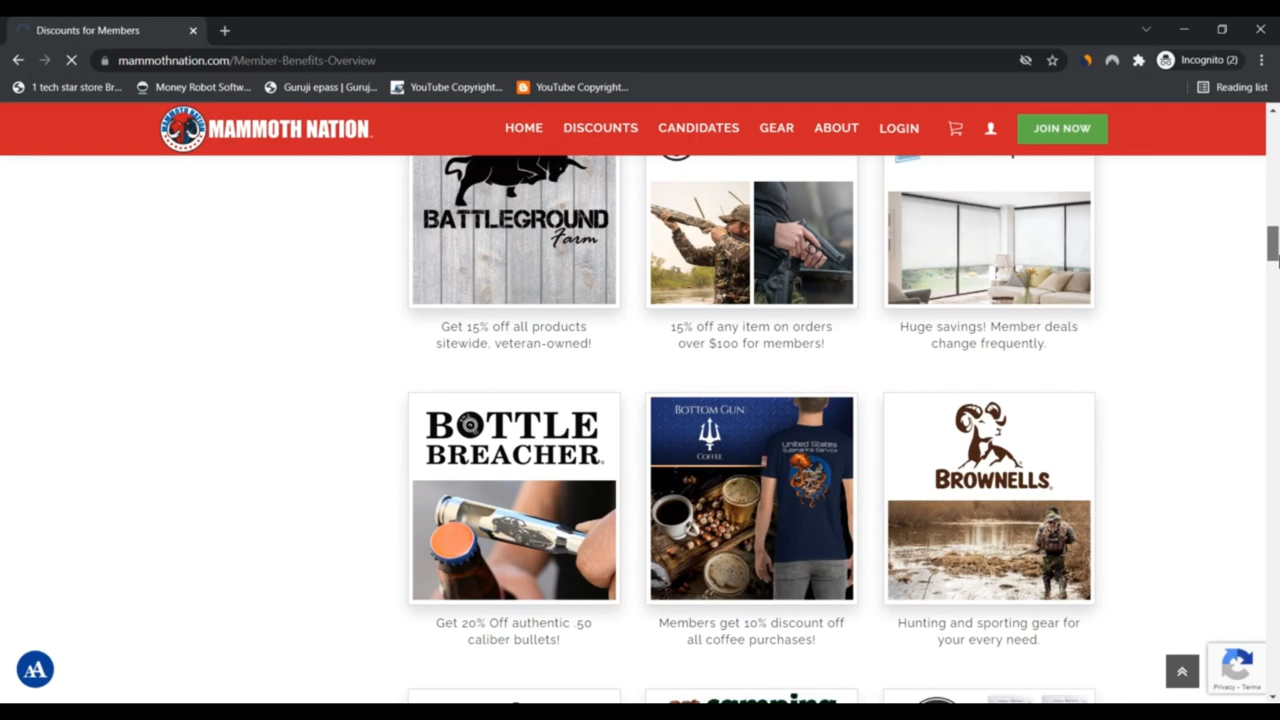 Discounts for Members
mammothnation.com/Member-Benefits-Overview
Incognito (2)
1 tech star store Br...
Money Robot Softw...
Guruji epass | Guruj...
YouTube Copyright...
YouTube Copyright...
Reading list
MAMMOTH NATION
HOME
DISCOUNTS
CANDIDATES
GEAR
ABOUT
LOGIN
JOIN NOW
BATTLEGROUND
Farm
Get 15% off all products
sitewide, veteran-owned!
15% off any item on orders
over $100 for members!
Huge savings! Member deals
change frequently.
BOTTLE
BREACHER
BOTTOM GUN
COFFEE
United States
Submarine Service
BROWNELLS
Get 20% Off authentic .50
caliber bullets!
Members get 10% discount off
all coffee purchases!
Hunting and sporting gear for
your every need.
AA
Privacy - Terms